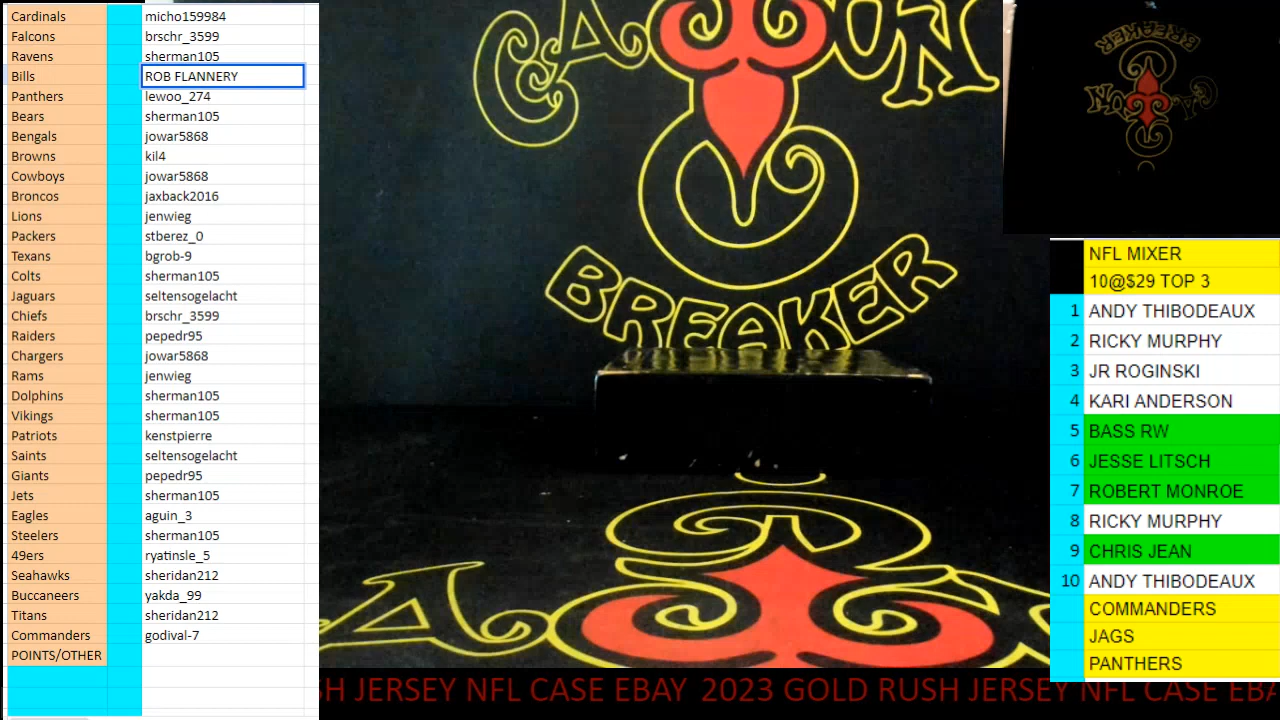 Cardinals micho159984
Falcons brschr_3599
Ravens sherman105
Bills ROB FLANNERY
Panthers lewoo_274
Bears sherman105
Bengals jowar5868
Browns kil4
Cowboys jowar5868
Broncos jaxback2016
Lions jenwieg
Packers stberez_0
Texans bgrob-9
Colts sherman105
Jaguars seltensogelacht
Chiefs brschr_3599
Raiders pepedr95
Chargers jowar5868
Rams jenwieg
Dolphins sherman105
Vikings sherman105
Patriots kenstpierre
Saints seltensogelacht
Giants pepedr95
Jets sherman105
Eagles aguin_3
Steelers sherman105
49ers ryatinsle_5
Seahawks sheridan212
Buccaneers yakda_99
Titans sheridan212
Commanders godival-7
POINTS/OTHER
BREAKER
BREAKER
NFL MIXER
10@$29 TOP 3
1 ANDY THIBODEAUX
2 RICKY MURPHY
3 JR ROGINSKI
4 KARI ANDERSON
5 BASS RW
6 JESSE LITSCH
7 ROBERT MONROE
8 RICKY MURPHY
9 CHRIS JEAN
10 ANDY THIBODEAUX
COMMANDERS
JAGS
PANTHERS
SH JERSEY NFL CASE EBAY 2023 GOLD RUSH JERSEY NFL CASE EBA